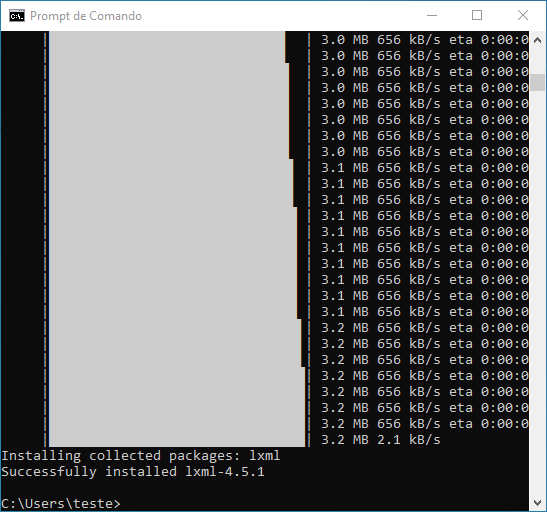 Prompt de Comando
| | 3.0 MB 656 kB/s eta 0:00:0
| | 3.0 MB 656 kB/s eta 0:00:0
| | 3.0 MB 656 kB/s eta 0:00:0
| | 3.0 MB 656 kB/s eta 0:00:0
| | 3.0 MB 656 kB/s eta 0:00:0
| | 3.0 MB 656 kB/s eta 0:00:0
| | 3.0 MB 656 kB/s eta 0:00:0
| | 3.0 MB 656 kB/s eta 0:00:0
| | 3.1 MB 656 kB/s eta 0:00:0
| | 3.1 MB 656 kB/s eta 0:00:0
| | 3.1 MB 656 kB/s eta 0:00:0
| | 3.1 MB 656 kB/s eta 0:00:0
| | 3.1 MB 656 kB/s eta 0:00:0
| | 3.1 MB 656 kB/s eta 0:00:0
| | 3.1 MB 656 kB/s eta 0:00:0
| | 3.1 MB 656 kB/s eta 0:00:0
| | 3.1 MB 656 kB/s eta 0:00:0
| | 3.1 MB 656 kB/s eta 0:00:0
| | 3.2 MB 656 kB/s eta 0:00:0
| | 3.2 MB 656 kB/s eta 0:00:0
| | 3.2 MB 656 kB/s eta 0:00:0
| | 3.2 MB 656 kB/s eta 0:00:0
| | 3.2 MB 656 kB/s eta 0:00:0
| | 3.2 MB 656 kB/s eta 0:00:0
| | 3.2 MB 656 kB/s eta 0:00:0
| | 3.2 MB 2.1 kB/s
Installing collected packages: lxml
Successfully installed lxml-4.5.1
C:\Users\teste>